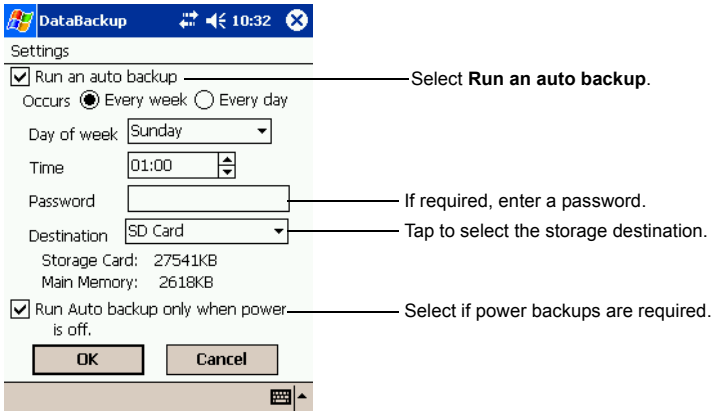 DataBackup 10:32
Settings
Run an auto backup
Select Run an auto backup.
Occurs Every week Every day
Day of week Sunday
Time 01:00
Password
If required, enter a password.
Destination SD Card
Tap to select the storage destination.
Storage Card: 27541KB
Main Memory: 2618KB
Run Auto backup only when power
is off.
Select if power backups are required.
OK Cancel